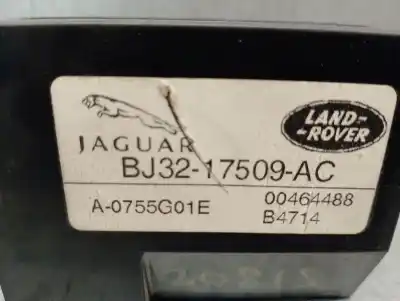 JAGUAR
LAND-
ROVER
BJ32-17509-AC
A-0755G01E
00464488
B4714